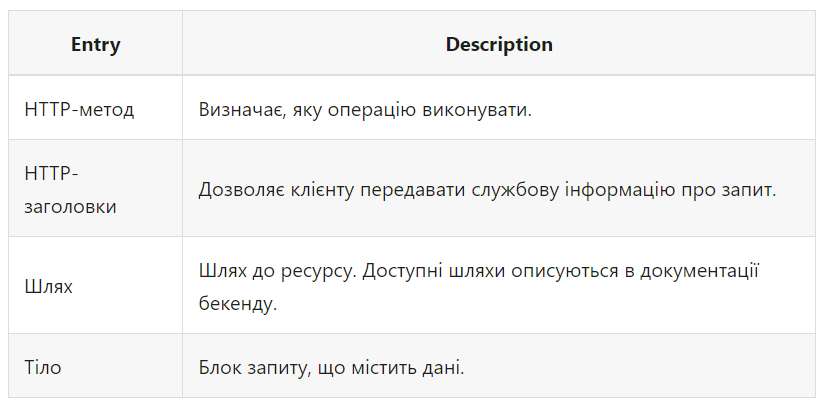 Entry Description
HTTP-метод Визначає, яку операцію виконувати.
HTTP-
заголовки
Дозволяє клієнту передавати службову інформацію про запит.
Шлях
Шлях до ресурсу. Доступні шляхи описуються в документації
бекенду.
Тіло Блок запиту, що містить дані.